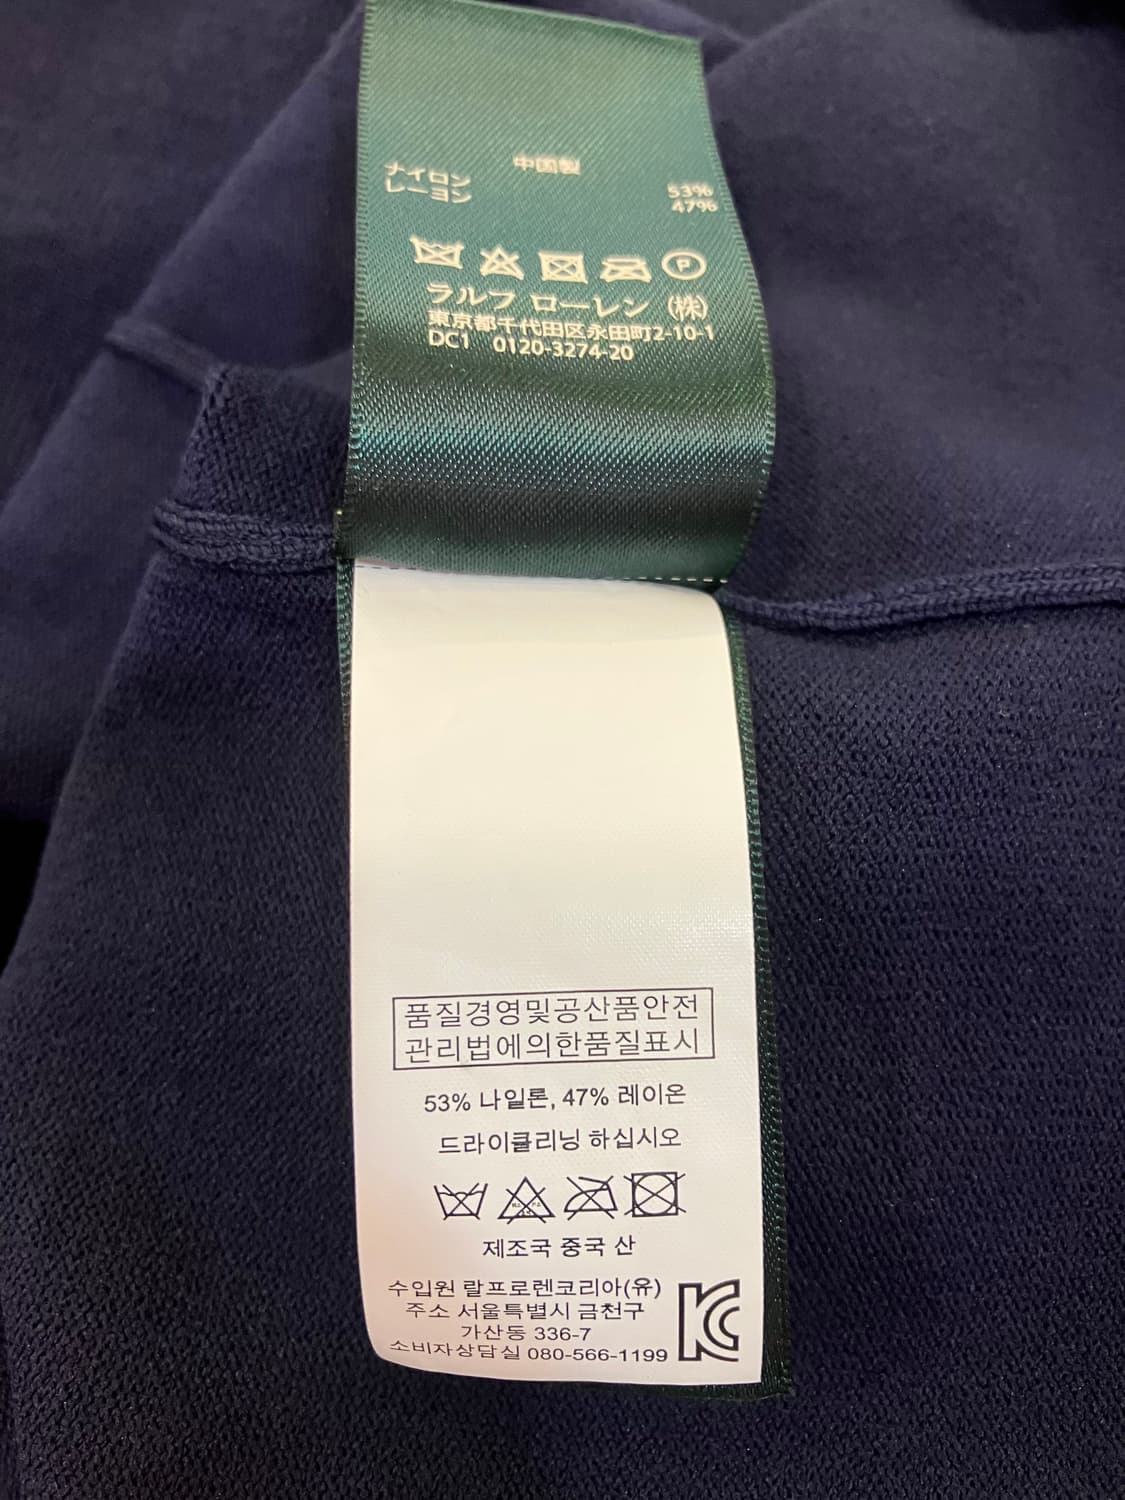 中国製
ナイロン 53%
レーヨン 47%
P
ラルフ ローレン (株)
東京都千代田区永田町2-10-1
DC1 0120-3274-20
품질경영및공산품안전
관리법에의한품질표시
53% 나일론, 47% 레이온
드라이클리닝 하십시오
제조국 중국 산
수입원 랄프로렌코리아(유)
주소 서울특별시 금천구
가산동 336-7
소비자상담실 080-566-1199